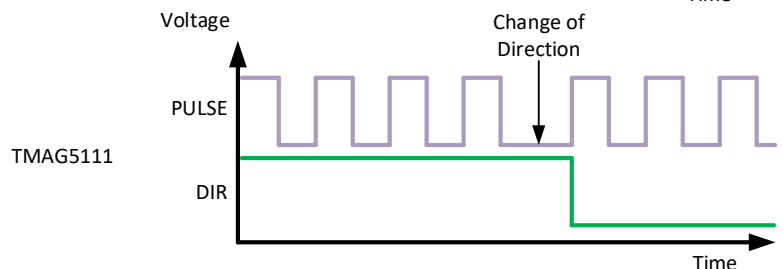 Voltage
Change of
Direction
PULSE
TMAG5111
DIR
Time